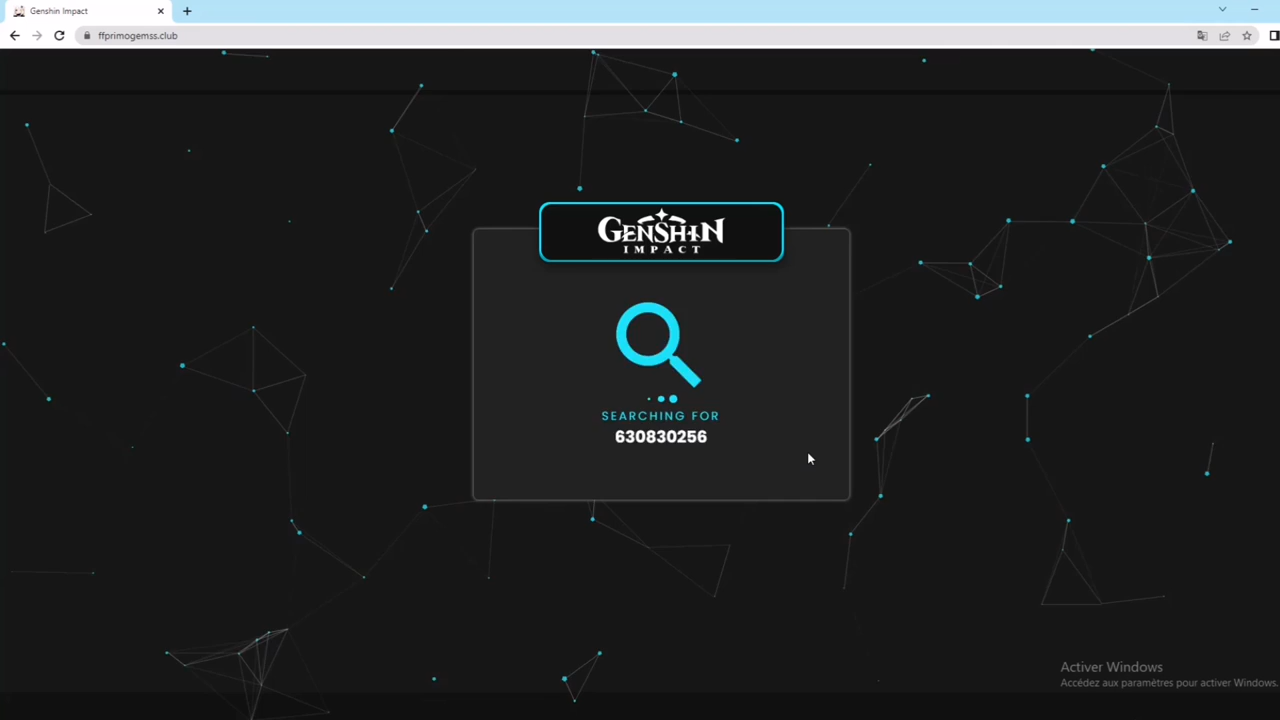 Genshin Impact
ffprimogemss.club
GENSHIN
IMPACT
SEARCHING FOR
630830256
Activer Windows
Accédez aux paramètres pour activer Windows.